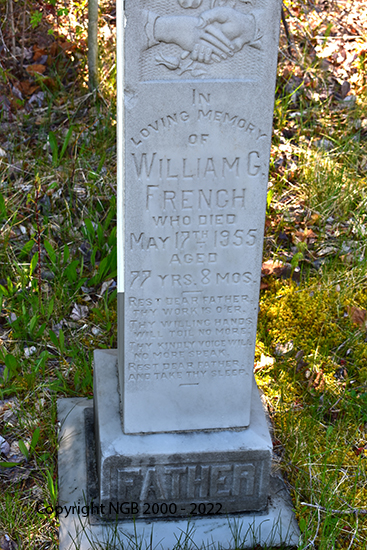 IN
LOVING MEMORY
OF
WILLIAM G.
FRENCH
WHO DIED
MAY 17TH 1955
AGED
77 YRS. 8 MOS.
REST DEAR FATHER,
THY WORK IS O'ER,
THY WILLING HANDS
WILL TOIL NO MORE.
THY KINDLY VOICE WILL
NO MORE SPEAK.
REST DEAR FATHER
AND TAKE THY SLEEP.
FATHER
Copyright NGB 2000 - 2022